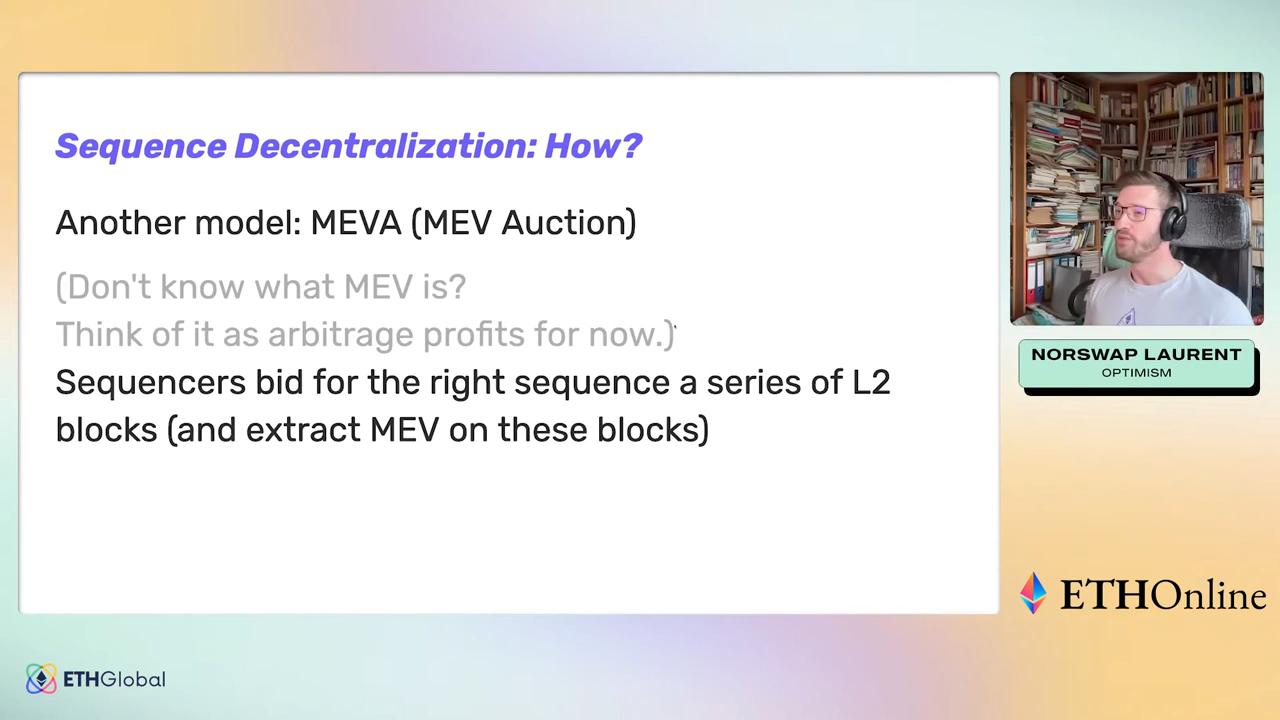 Sequence Decentralization: How?
Another model: MEVA (MEV Auction)
(Don't know what MEV is?
Think of it as arbitrage profits for now.)
Sequencers bid for the right sequence a series of L2
blocks (and extract MEV on these blocks)
NORSWAP LAURENT
OPTIMISM
ETHOnline
ETHGlobal